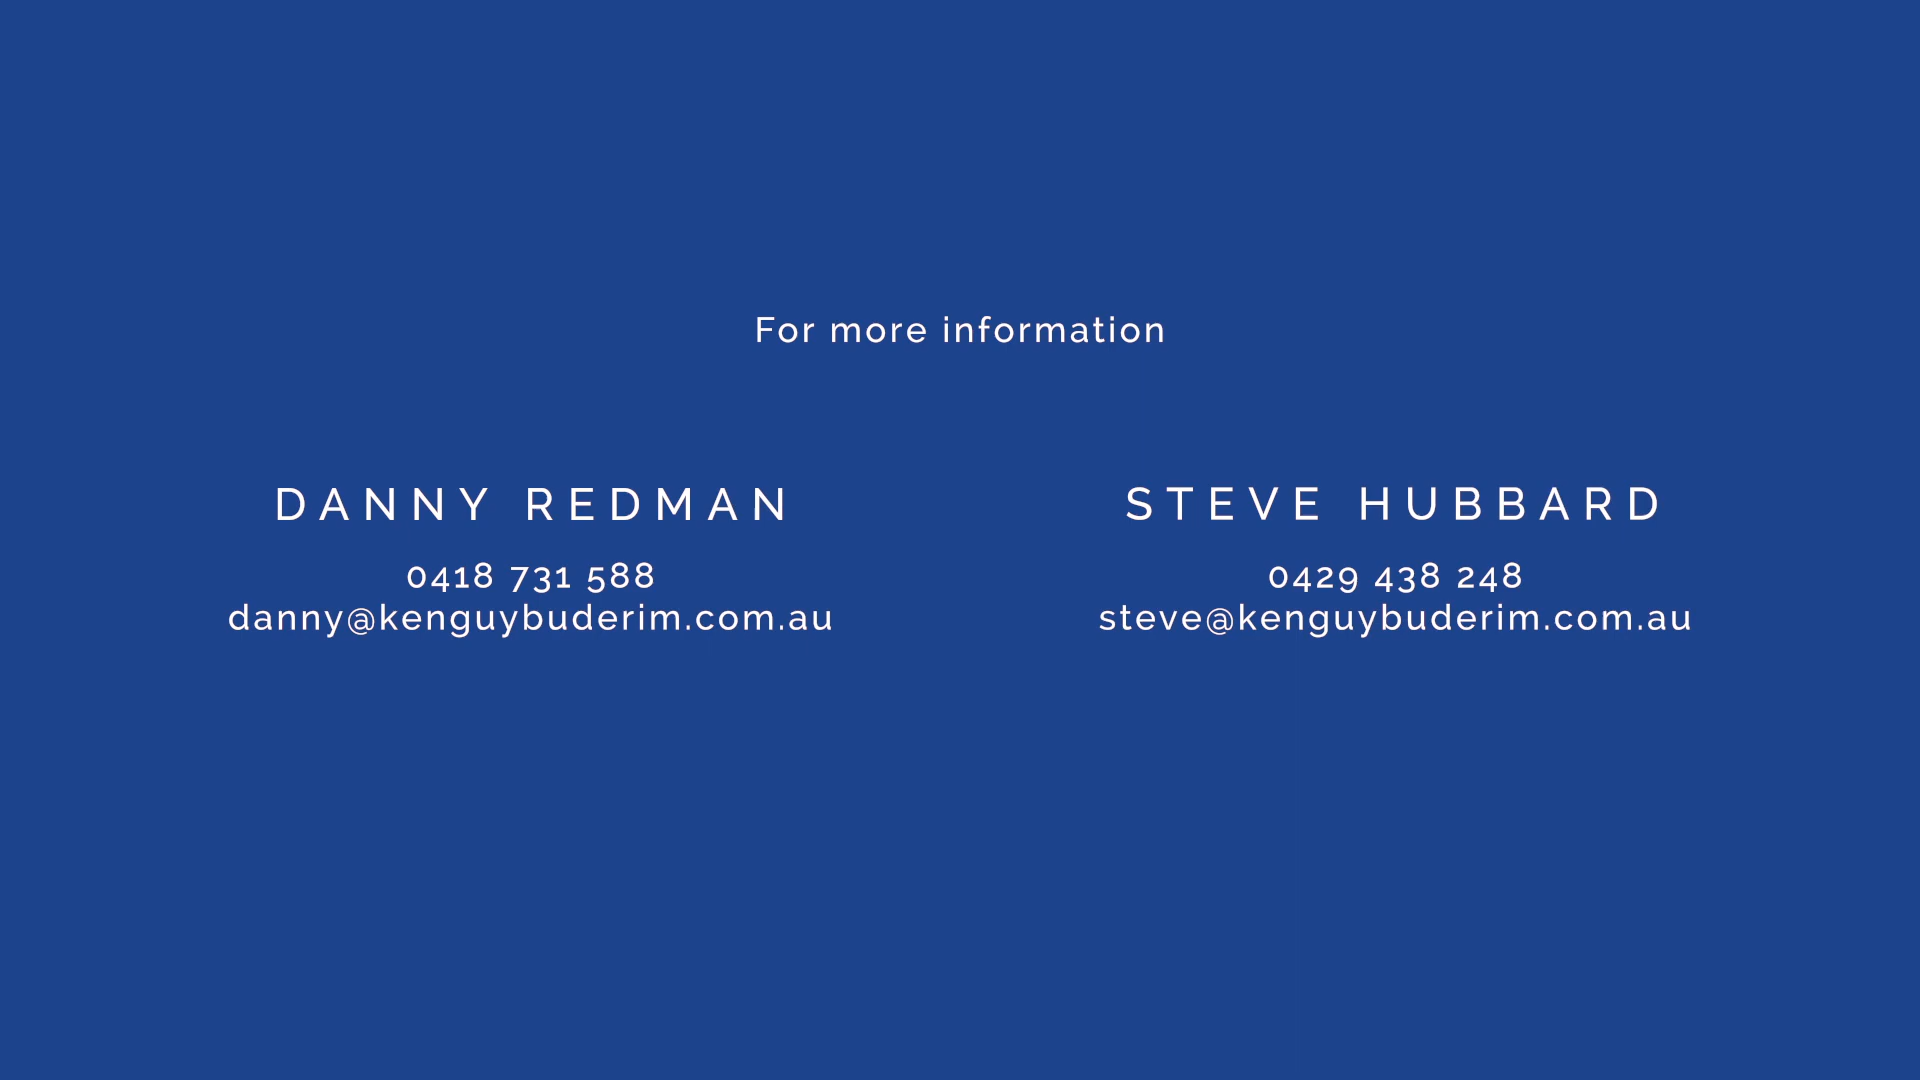 For more information
DANNY REDMAN
0418 731 588
danny@kenguybuderim.com.au
STEVE HUBBARD
0429 438 248
steve@kenguybuderim.com.au